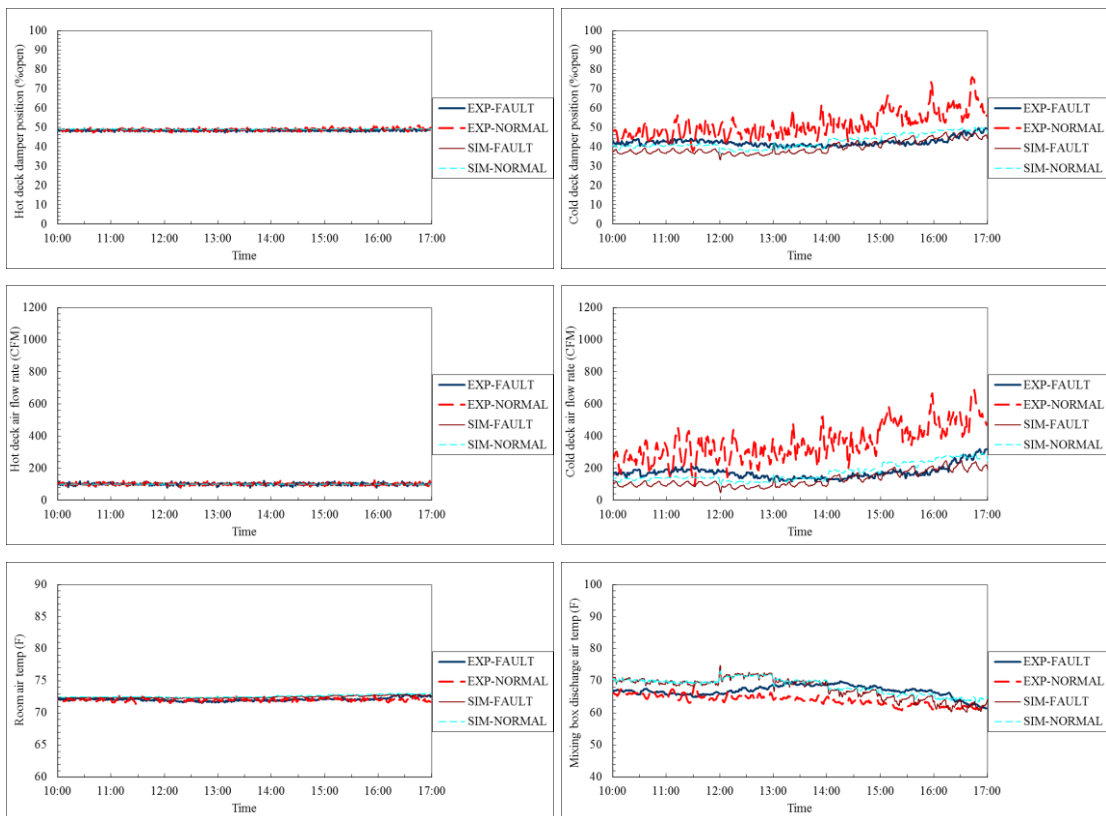 Hot deck damper position (%open)
100
90
80
70
60
50
40
30
20
10
0
10:00 11:00 12:00 13:00 14:00 15:00 16:00 17:00
Time
EXP-FAULT
EXP-NORMAL
SIM-FAULT
SIM-NORMAL
Cold deck damper position (%open)
100
90
80
70
60
50
40
30
20
10
0
10:00 11:00 12:00 13:00 14:00 15:00 16:00 17:00
Time
EXP-FAULT
EXP-NORMAL
SIM-FAULT
SIM-NORMAL
Hot deck air flow rate (CFM)
1200
1000
800
600
400
200
0
10:00 11:00 12:00 13:00 14:00 15:00 16:00 17:00
Time
EXP-FAULT
EXP-NORMAL
SIM-FAULT
SIM-NORMAL
Cold deck air flow rate (CFM)
1200
1000
800
600
400
200
0
10:00 11:00 12:00 13:00 14:00 15:00 16:00 17:00
Time
EXP-FAULT
EXP-NORMAL
SIM-FAULT
SIM-NORMAL
Room air temp (F)
90
85
80
75
70
65
60
10:00 11:00 12:00 13:00 14:00 15:00 16:00 17:00
Time
EXP-FAULT
EXP-NORMAL
SIM-FAULT
SIM-NORMAL
Mixing box discharge air temp (F)
100
90
80
70
60
50
40
10:00 11:00 12:00 13:00 14:00 15:00 16:00 17:00
Time
EXP-FAULT
EXP-NORMAL
SIM-FAULT
SIM-NORMAL